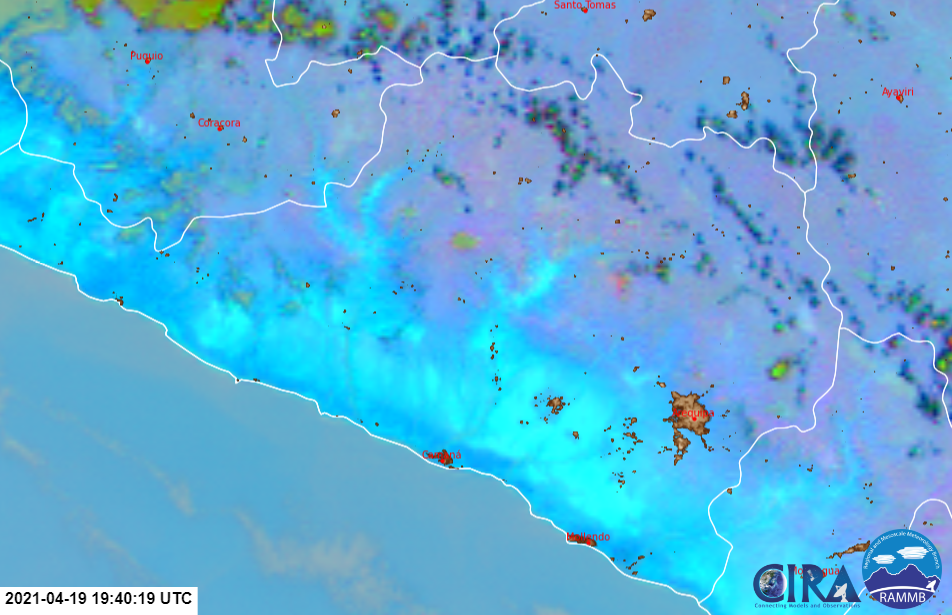 Santo Tomas
Puquio
Ayaviri
Coracora
Arequipa
Camaná
Mollendo
Moquegua
CIRA
Connecting Models and Observations
Regional and Mesoscale Meteorology Branch
RAMMB
2021-04-19 19:40:19 UTC